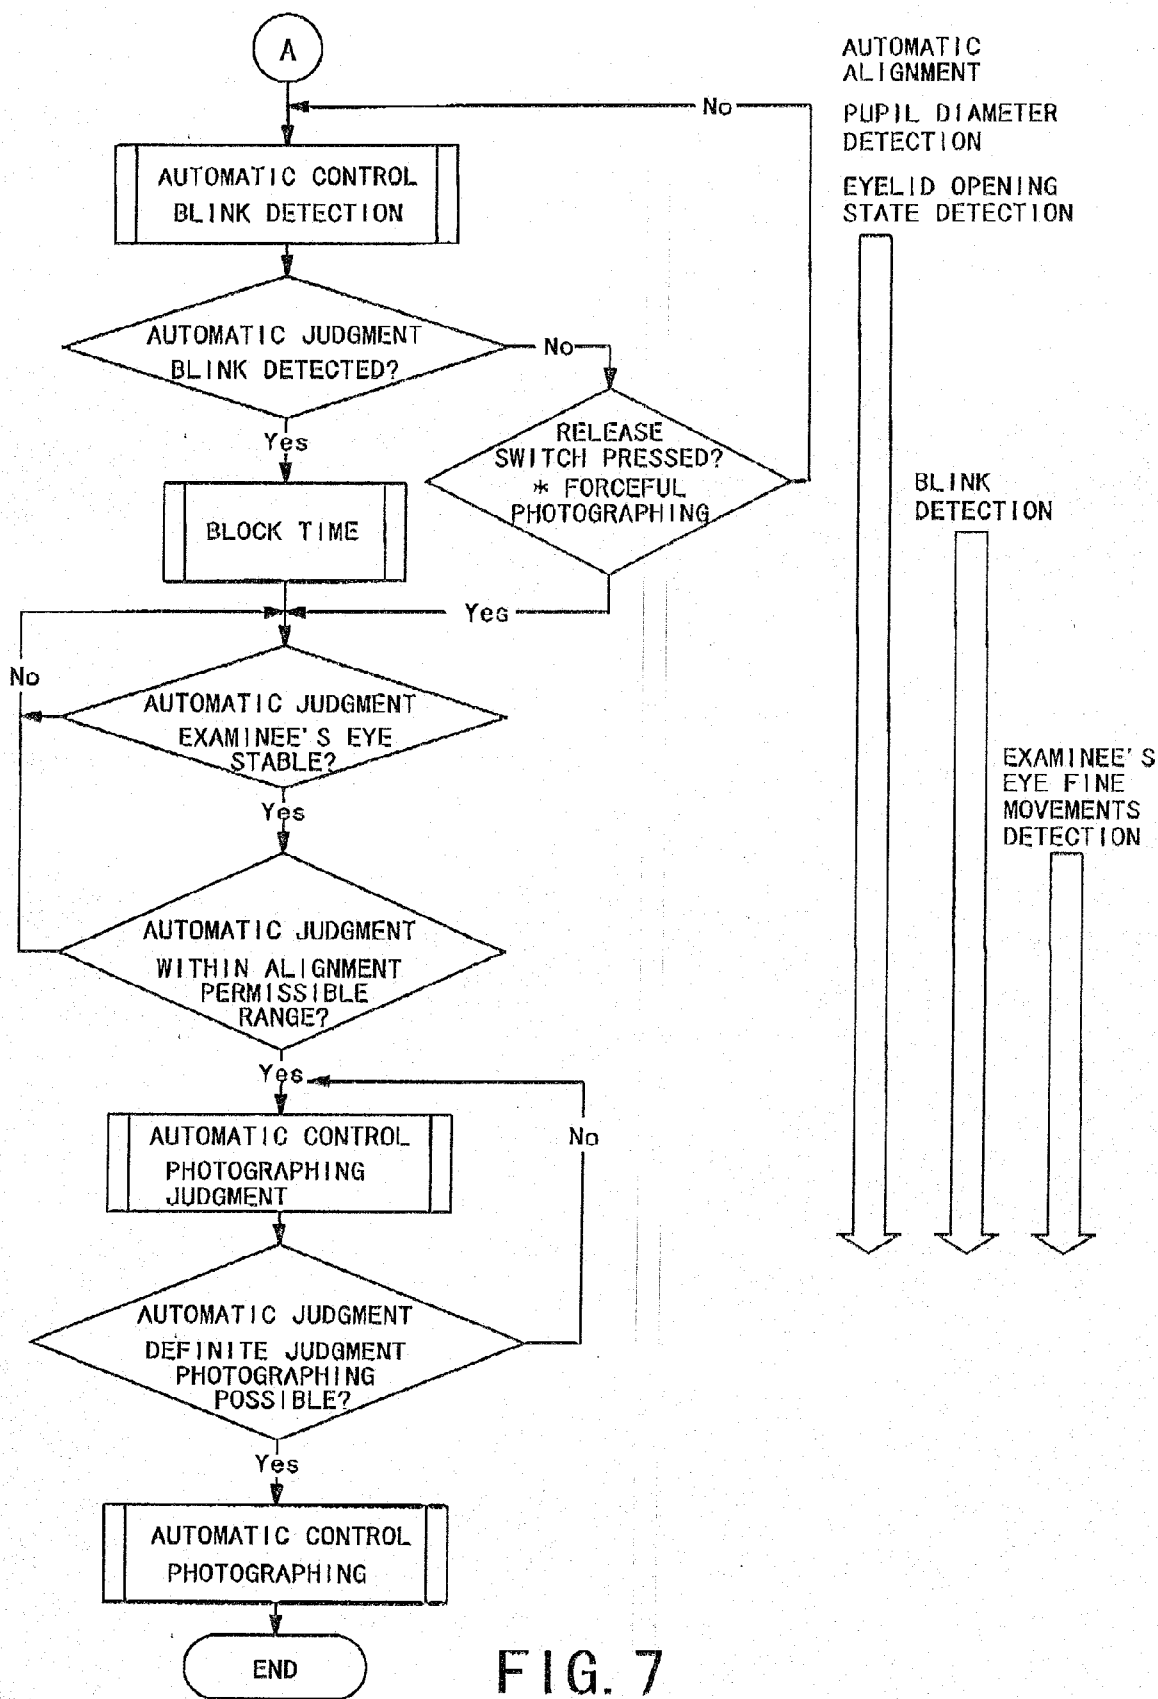 A
No
AUTOMATIC CONTROL
BLINK DETECTION
AUTOMATIC JUDGMENT
BLINK DETECTED?
No
Yes
RELEASE
SWITCH PRESSED?
* FORCEFUL
PHOTOGRAPHING
BLOCK TIME
Yes
No
AUTOMATIC JUDGMENT
EXAMINEE'S EYE
STABLE?
Yes
AUTOMATIC JUDGMENT
WITHIN ALIGNMENT
PERMISSIBLE
RANGE?
Yes
AUTOMATIC CONTROL
PHOTOGRAPHING
JUDGMENT
No
AUTOMATIC JUDGMENT
DEFINITE JUDGMENT
PHOTOGRAPHING
POSSIBLE?
Yes
AUTOMATIC CONTROL
PHOTOGRAPHING
END
AUTOMATIC
ALIGNMENT
PUPIL DIAMETER
DETECTION
EYELID OPENING
STATE DETECTION
BLINK
DETECTION
EXAMINEE'S
EYE FINE
MOVEMENTS
DETECTION
FIG. 7